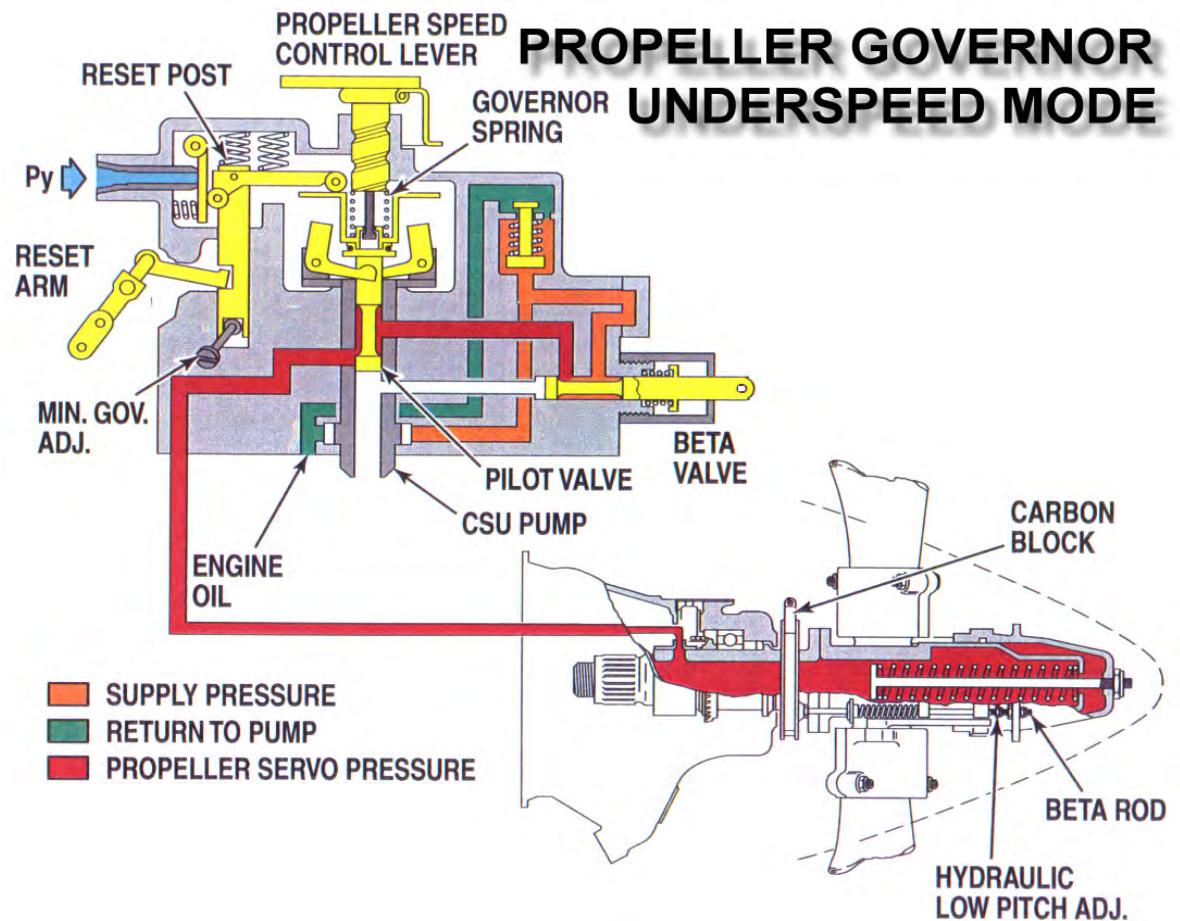 PROPELLER GOVERNOR
UNDERSPEED MODE
PROPELLER SPEED
CONTROL LEVER
RESET POST
GOVERNOR
SPRING
Py
RESET
ARM
MIN. GOV.
ADJ.
BETA
VALVE
PILOT VALVE
CSU PUMP
ENGINE
OIL
CARBON
BLOCK
SUPPLY PRESSURE
RETURN TO PUMP
PROPELLER SERVO PRESSURE
BETA ROD
HYDRAULIC
LOW PITCH ADJ.